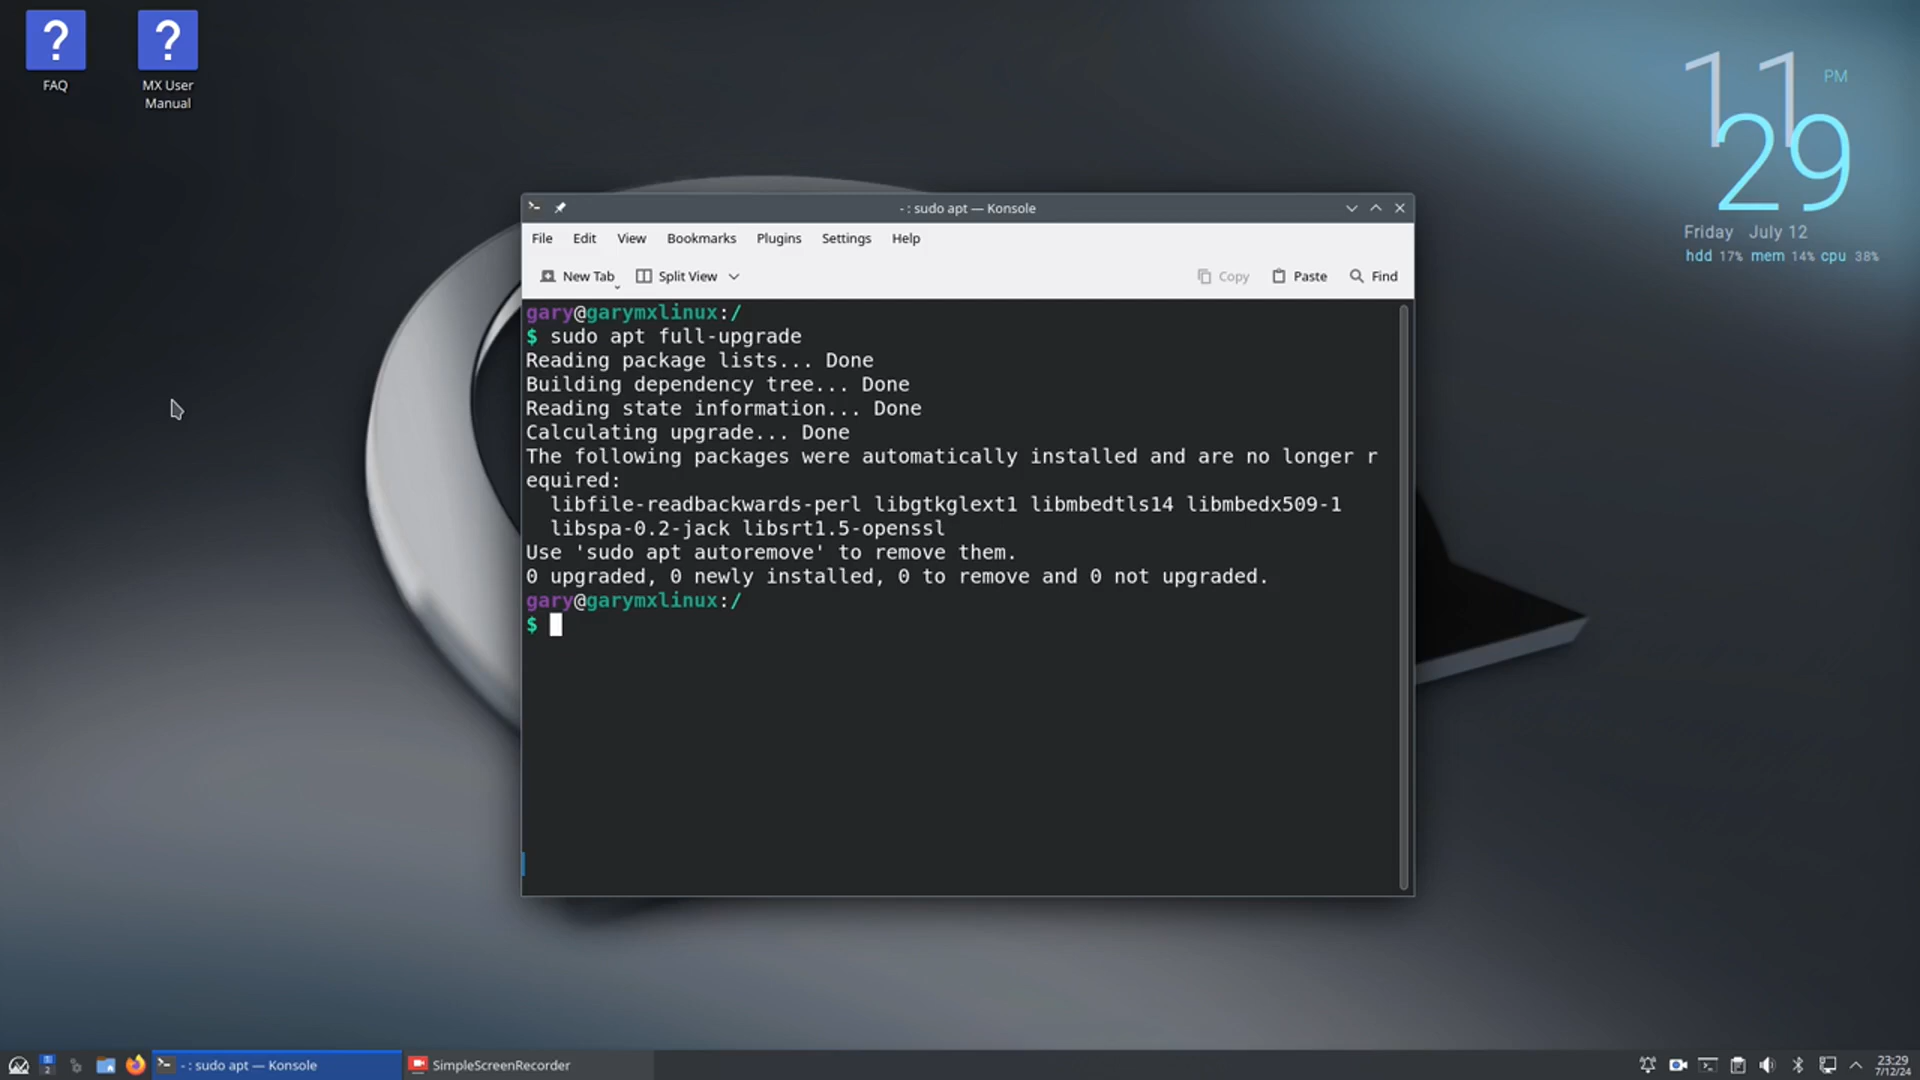 FAQ
MX User
Manual
11 PM
29
Friday July 12
hdd 17% mem 14% cpu 38%
- : sudo apt — Konsole
File Edit View Bookmarks Plugins Settings Help
New Tab Split View Copy Paste Find
gary@garymxlinux:/
$ sudo apt full-upgrade
Reading package lists... Done
Building dependency tree... Done
Reading state information... Done
Calculating upgrade... Done
The following packages were automatically installed and are no longer r
equired:
libfile-readbackwards-perl libgtkglext1 libmbedtls14 libmbedx509-1
libspa-0.2-jack libsrt1.5-openssl
Use 'sudo apt autoremove' to remove them.
0 upgraded, 0 newly installed, 0 to remove and 0 not upgraded.
gary@garymxlinux:/
$
1
2
- : sudo apt — Konsole SimpleScreenRecorder
23:29
7/12/24